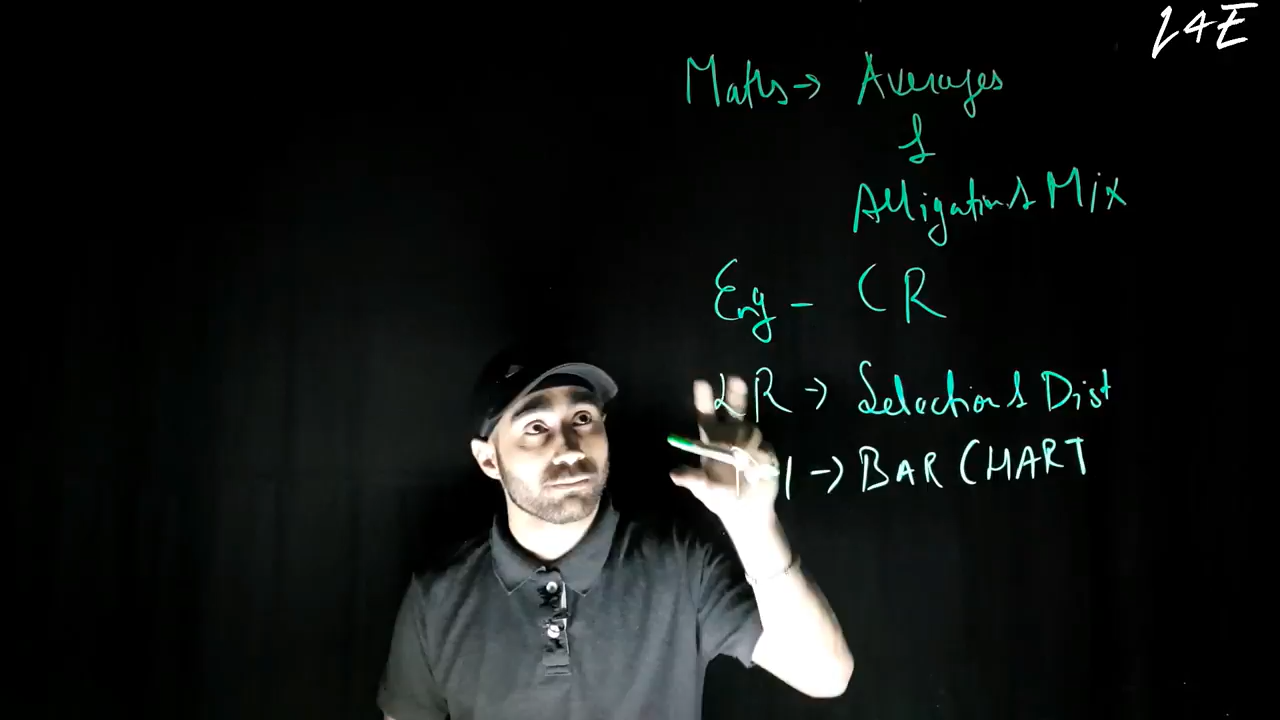 L4E
Maths → Averages
&
Alligations & Mix
Eng - CR
LR → Selection & Dist
→ BAR CHART